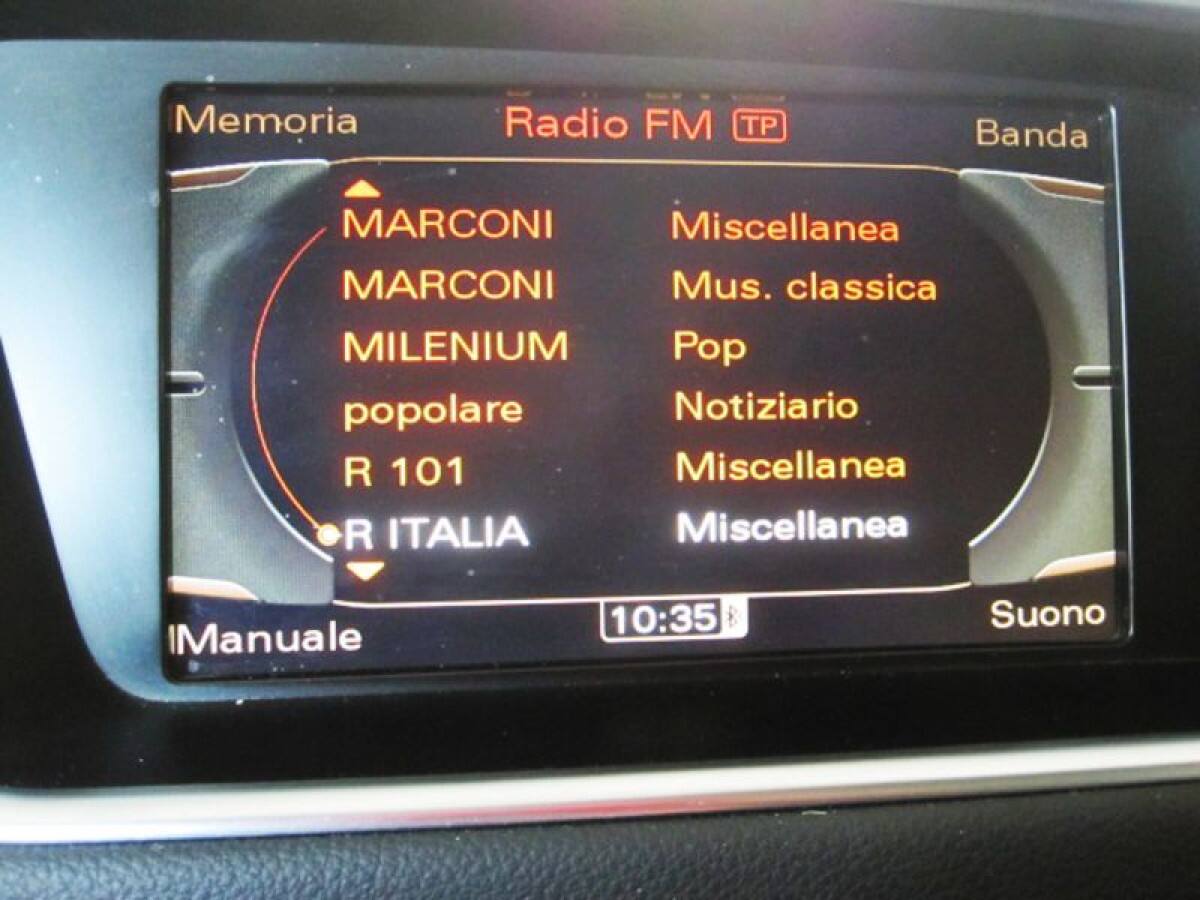 Memoria Radio FM TP Banda
MARCONI Miscellanea
MARCONI Mus. classica
MILENIUM Pop
popolare Notiziario
R 101 Miscellanea
R ITALIA Miscellanea
Manuale 10:35 Suono